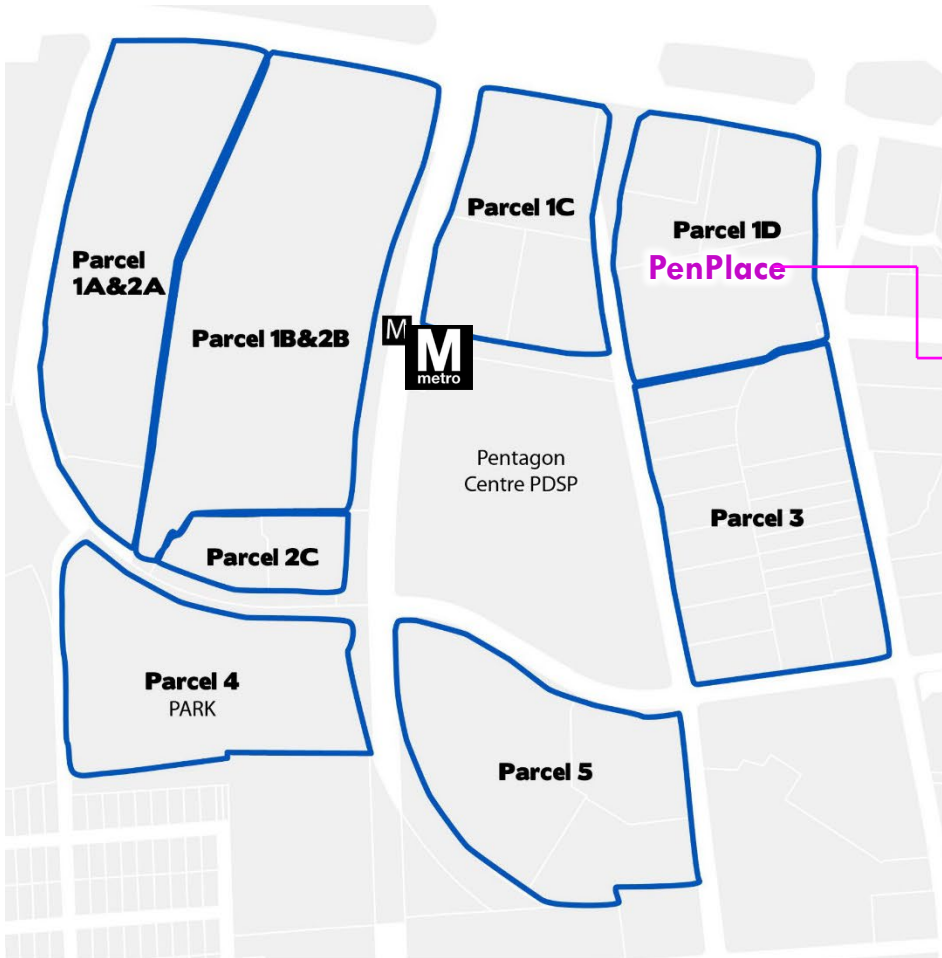 Parcel 1C
Parcel 1D
PenPlace
Parcel
1A&2A
Parcel 1B&2B
M
M
metro
Pentagon
Centre PDSP
Parcel 3
Parcel 2C
Parcel 4
PARK
Parcel 5